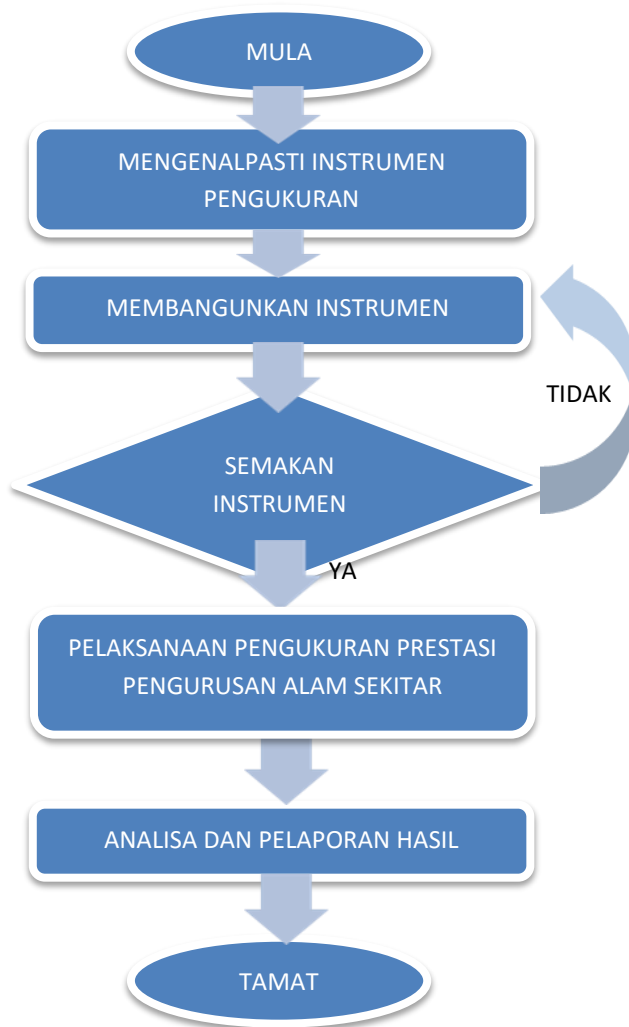 MULA
MENGENALPASTI INSTRUMEN
PENGUKURAN
MEMBANGUNKAN INSTRUMEN
TIDAK
SEMAKAN
INSTRUMEN
YA
PELAKSANAAN PENGUKURAN PRESTASI
PENGURUSAN ALAM SEKITAR
ANALISA DAN PELAPORAN HASIL
TAMAT